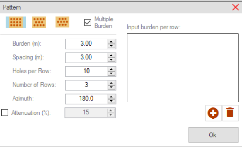 Pattern
Multiple
Burden
Input burden per row:
Burden (m): 3.00
Spacing (m): 3.00
Holes per Row: 10
Number of Rows: 3
Azimuth 180.0
Attenuation (%). 15
Ok